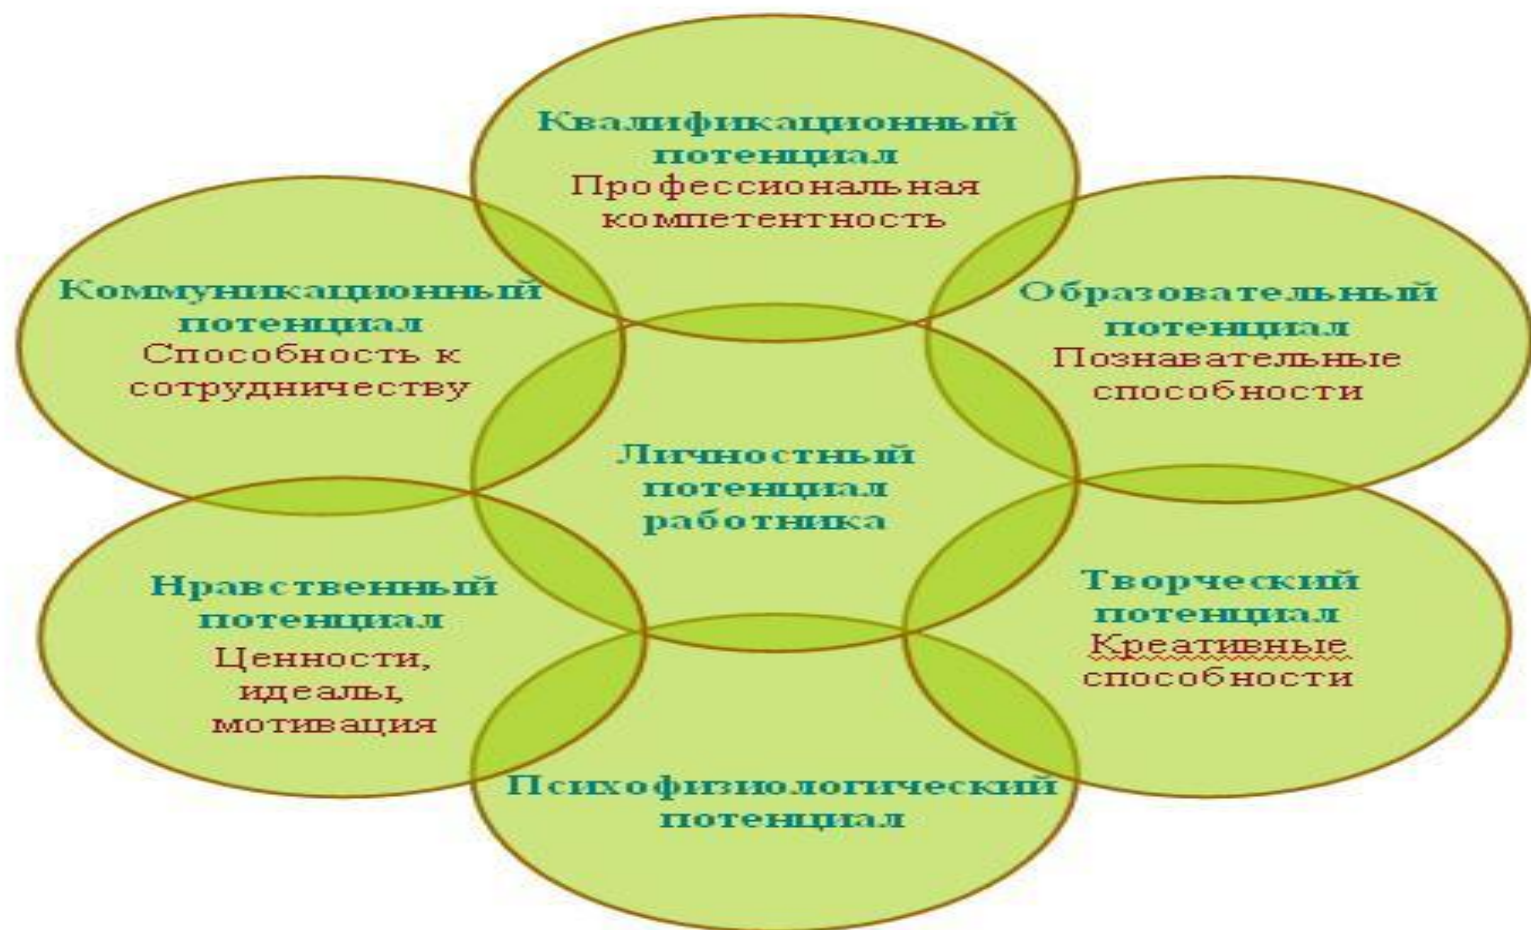 Квалификационный
потенциал
Профессиональная
компетентность
Коммуникационный
потенциал
Способность к
сотрудничеству
Образовательный
потенциал
Познавательные
способности
Личностный
потенциал
работника
Нравственный
потенциал
Ценности,
идеалы,
мотивация
Творческий
потенциал
Креативные
способности
Психофизиологический
потенциал